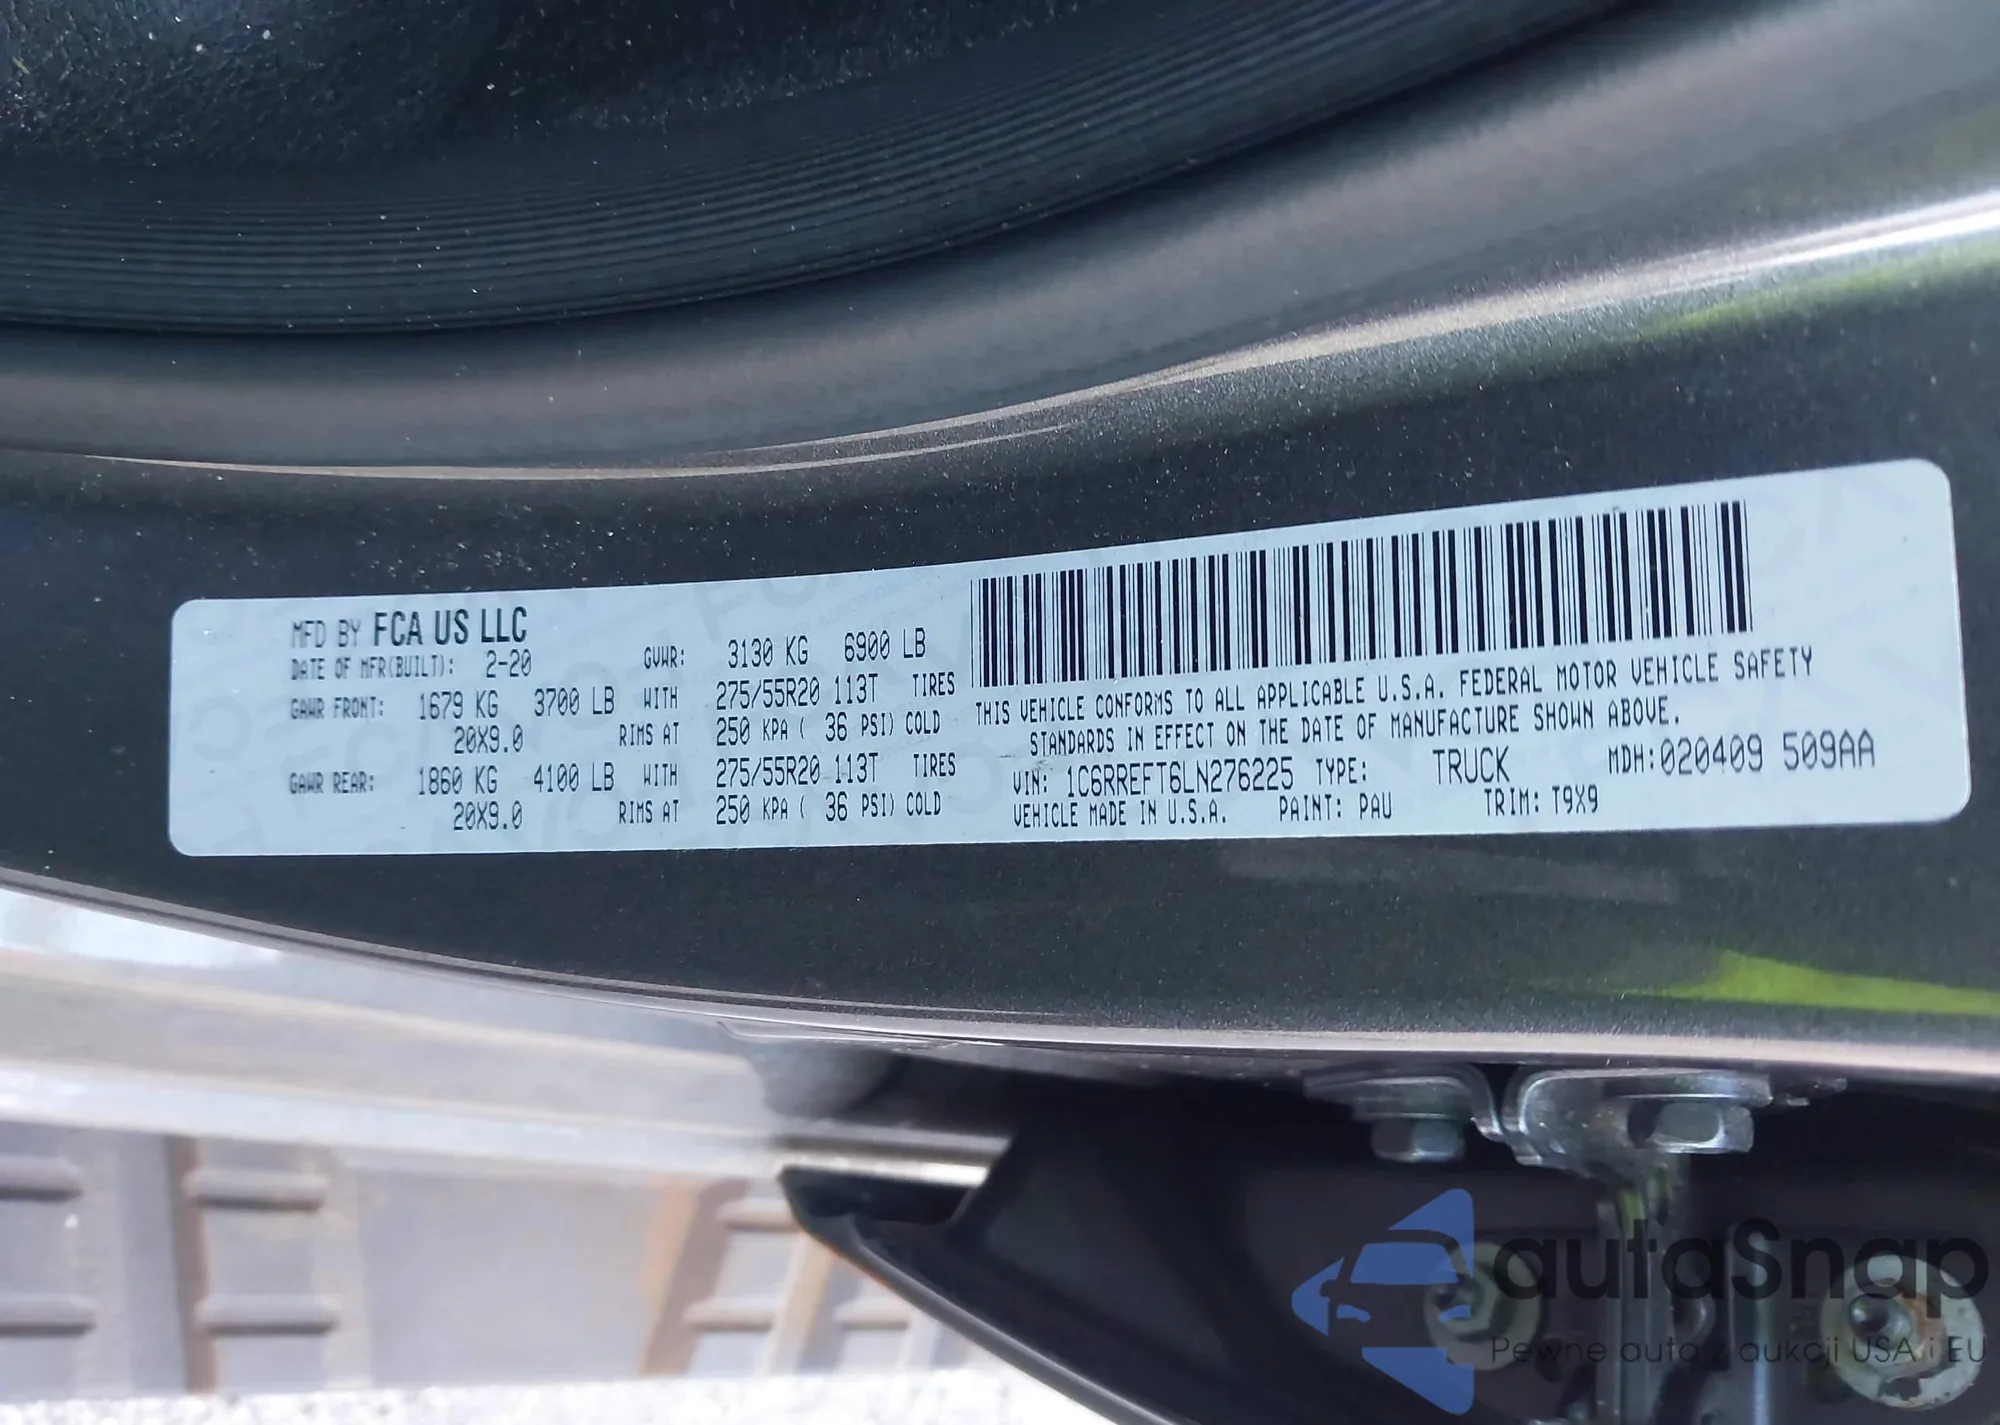 MFD BY FCA US LLC
DATE OF MFR(BUILT): 2-20 GVWR: 3130 KG 6900 LB
GAWR FRONT: 1679 KG 3700 LB WITH 275/55R20 113T TIRES
20X9.0 RIMS AT 250 KPA ( 36 PSI) COLD
GAWR REAR: 1860 KG 4100 LB WITH 275/55R20 113T TIRES
20X9.0 RIMS AT 250 KPA ( 36 PSI) COLD
THIS VEHICLE CONFORMS TO ALL APPLICABLE U.S.A. FEDERAL MOTOR VEHICLE SAFETY
STANDARDS IN EFFECT ON THE DATE OF MANUFACTURE SHOWN ABOVE.
VIN: 1C6RREFT6LN276225 TYPE: TRUCK MDH:020409 509AA
VEHICLE MADE IN U.S.A. PAINT: PAU TRIM: T9X9
autaSnap
Pewne auta z aukcji USA i EU